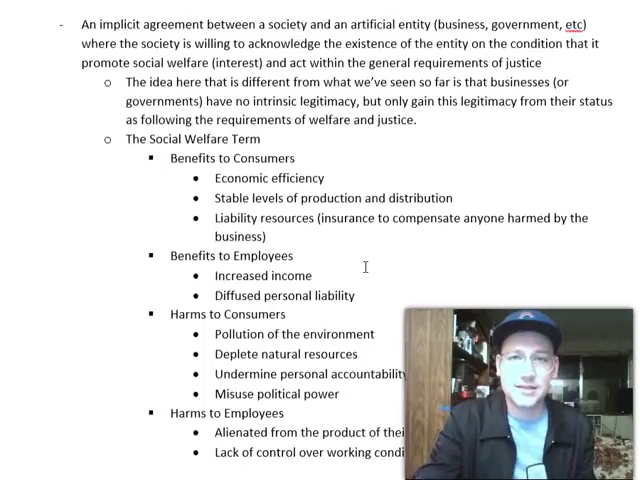 - An implicit agreement between a society and an artificial entity (business, government, etc)
where the society is willing to acknowledge the existence of the entity on the condition that it
promote social welfare (interest) and act within the general requirements of justice
o The idea here that is different from what we've seen so far is that businesses (or
governments) have no intrinsic legitimacy, but only gain this legitimacy from their status
as following the requirements of welfare and justice.
o The Social Welfare Term
▪ Benefits to Consumers
• Economic efficiency
• Stable levels of production and distribution
• Liability resources (insurance to compensate anyone harmed by the
business)
▪ Benefits to Employees
• Increased income
• Diffused personal liability
▪ Harms to Consumers
• Pollution of the environment
• Deplete natural resources
• Undermine personal accountability
• Misuse political power
▪ Harms to Employees
• Alienated from the product of
• Lack of control over working